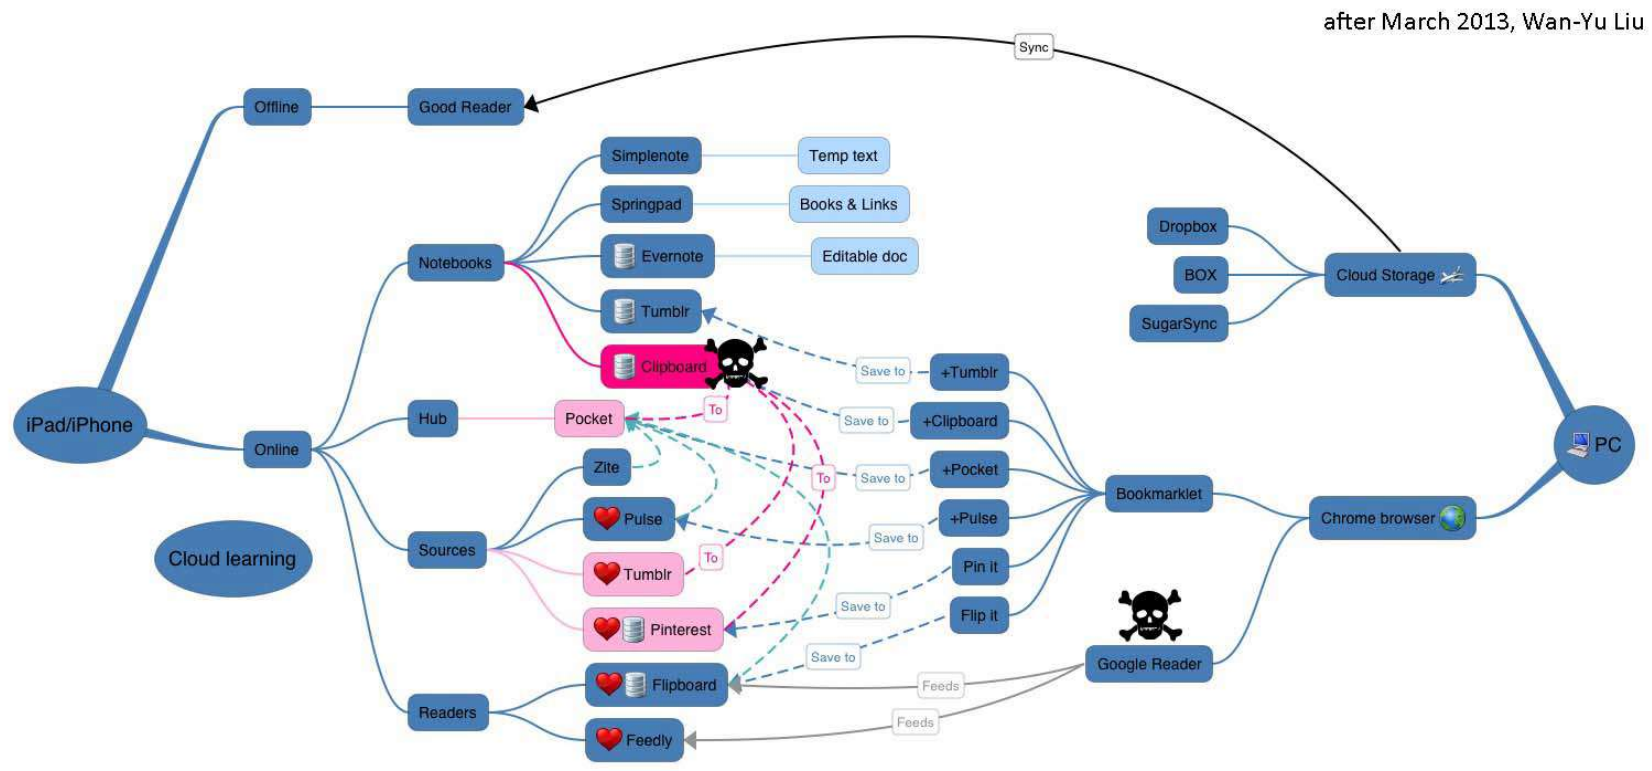 after March 2013, Wan-Yu Liu
Sync
Offline
Good Reader
Simplenote
Temp text
Springpad
Books & Links
Notebooks
Evernote
Editable doc
Tumblr
Clipboard
Dropbox
BOX
SugarSync
Cloud Storage
Save to
+Tumblr
iPad/iPhone
Online
Hub
Pocket
To
Save to
+Clipboard
Zite
To
Save to
+Pocket
Bookmarklet
PC
Pulse
Save to
+Pulse
Chrome browser
Cloud learning
Sources
Tumblr
To
Pin it
Pinterest
Save to
Flip it
Save to
Google Reader
Readers
Flipboard
Feeds
Feedly
Feeds